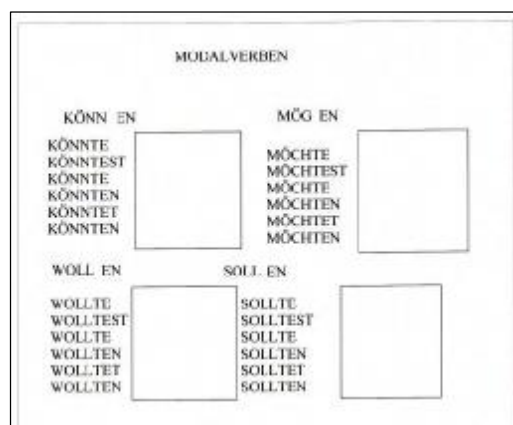 MODALVERBEN
KÖNN EN
MÖG EN
KÖNNTE
KÖNNTEST
KÖNNTE
KÖNNTEN
KÖNNTET
KÖNNTEN
MÖCHTE
MÖCHTEST
MÖCHTE
MÖCHTEN
MÖCHTET
MÖCHTEN
WOLL EN
SOLL EN
WOLLTE
WOLLTEST
WOLLTE
WOLLTEN
WOLLTET
WOLLTEN
SOLLTE
SOLLTEST
SOLLTE
SOLLTEN
SOLLTET
SOLLTEN